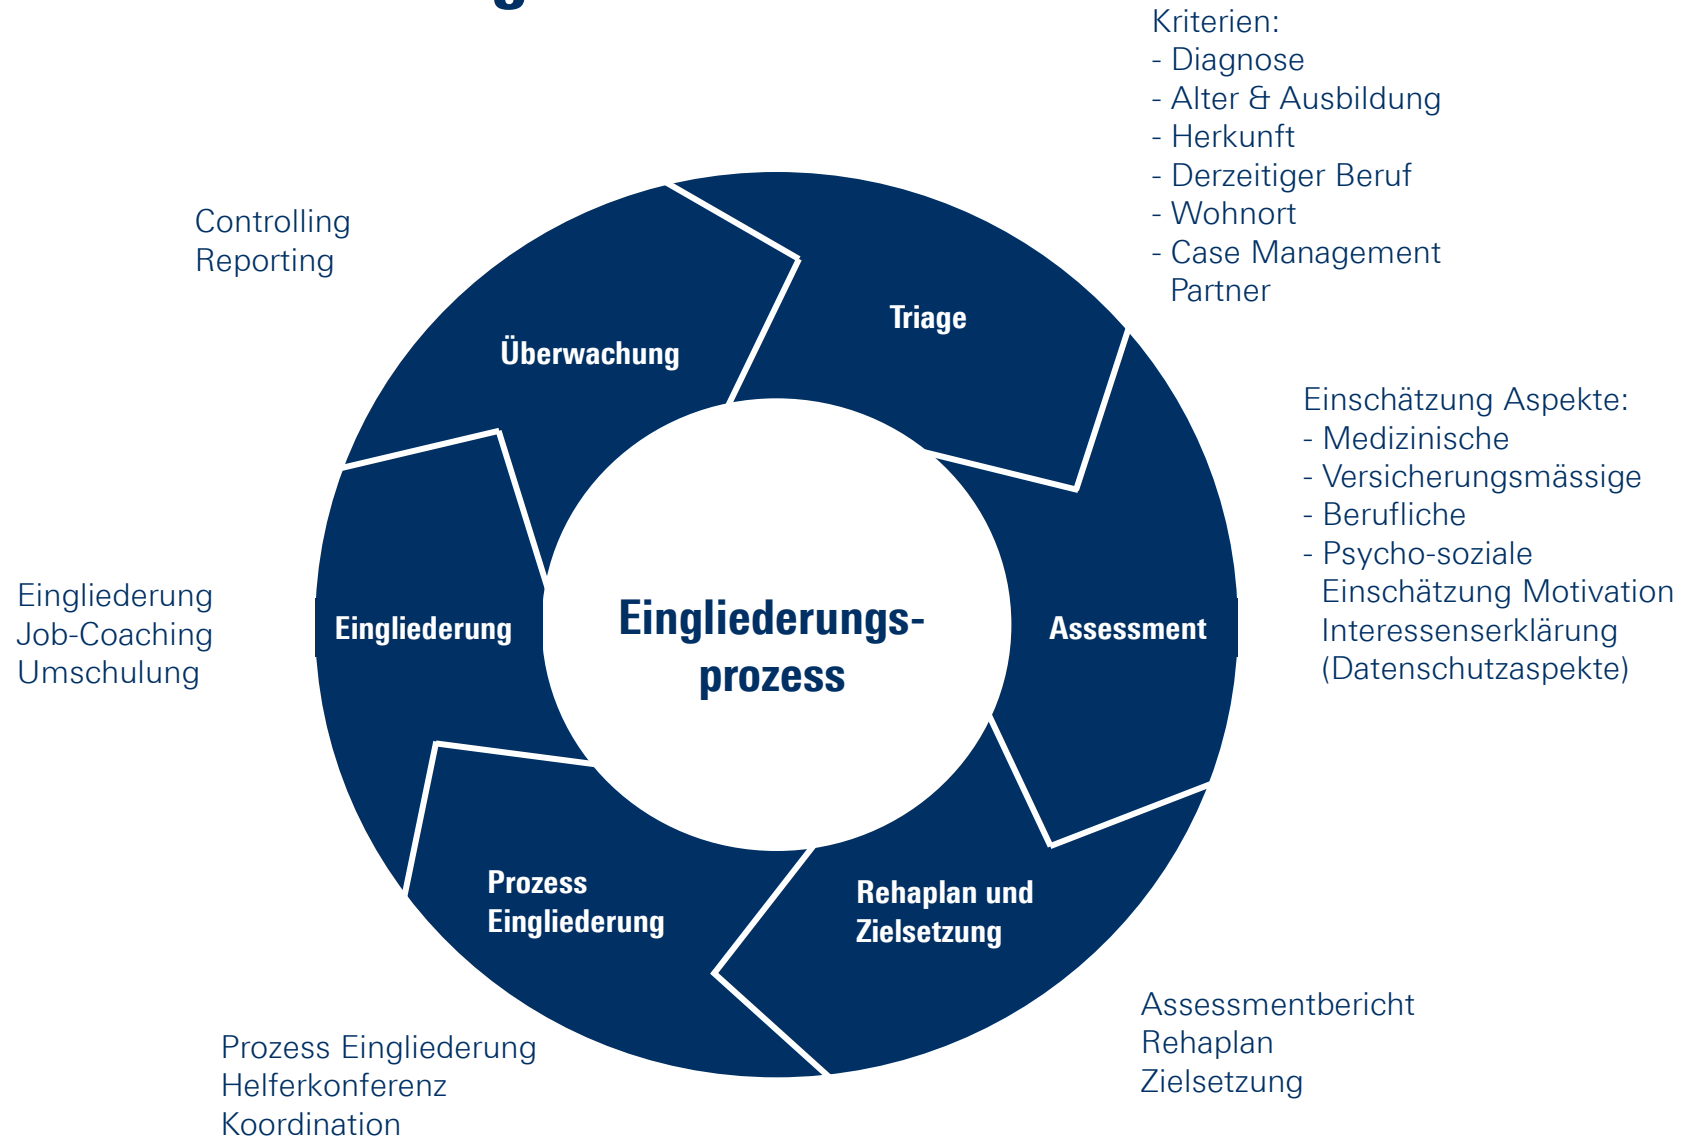 Kriterien:
- Diagnose
- Alter & Ausbildung
- Herkunft
- Derzeitiger Beruf
- Wohnort
- Case Management
Partner
Controlling
Reporting
Triage
Überwachung
Einschätzung Aspekte:
- Medizinische
- Versicherungsmässige
- Berufliche
- Psycho-soziale
Einschätzung Motivation
Interessenserklärung
(Datenschutzaspekte)
Eingliederung
Job-Coaching
Umschulung
Eingliederung
Eingliederungs-
prozess
Assessment
Prozess
Eingliederung
Rehaplan und
Zielsetzung
Assessmentbericht
Rehaplan
Zielsetzung
Prozess Eingliederung
Helferkonferenz
Koordination